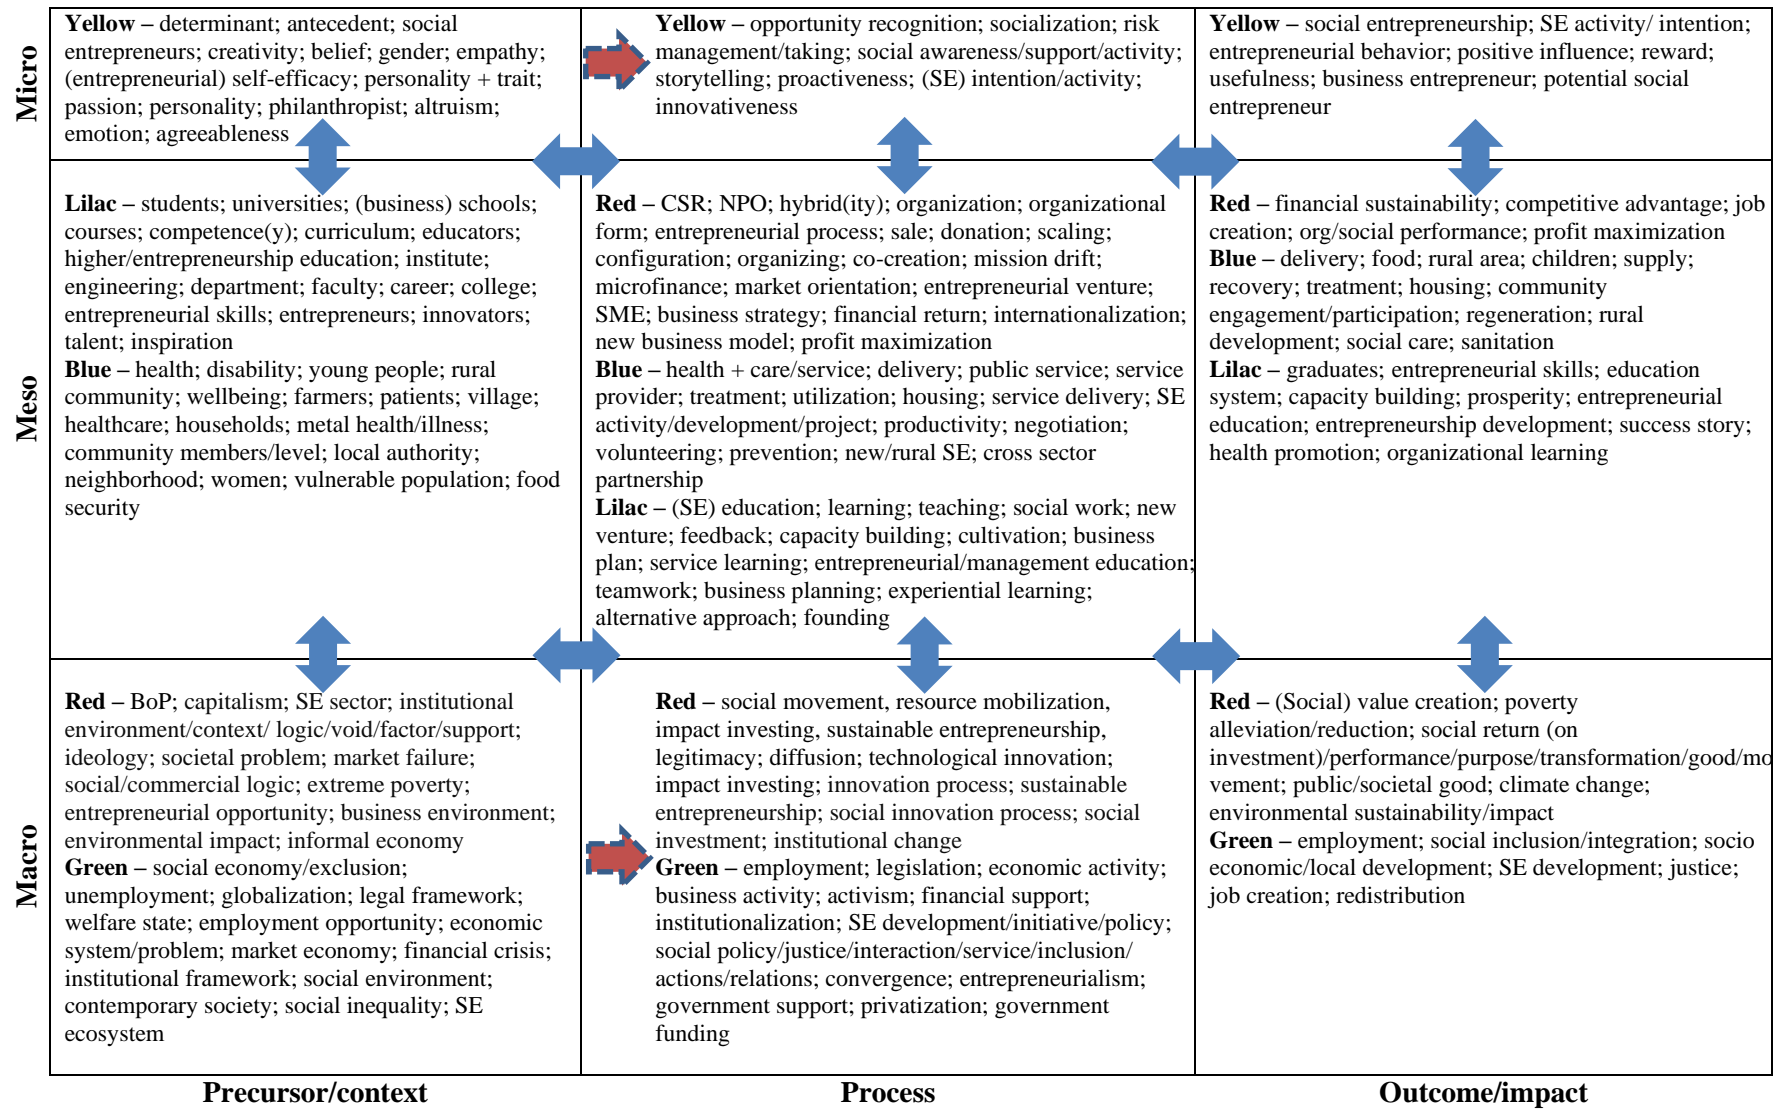 Micro
Yellow – determinant; antecedent; social
entrepreneurs; creativity; belief; gender; empathy;
(entrepreneurial) self-efficacy; personality + trait;
passion; personality; philanthropist; altruism;
emotion; agreeableness
Yellow – opportunity recognition; socialization; risk
management/taking; social awareness/support/activity;
storytelling; proactiveness; (SE) intention/activity;
innovativeness
Yellow – social entrepreneurship; SE activity/ intention;
entrepreneurial behavior; positive influence; reward;
usefulness; business entrepreneur; potential social
entrepreneur
Meso
Lilac – students; universities; (business) schools;
courses; competence(y); curriculum; educators;
higher/entrepreneurship education; institute;
engineering; department; faculty; career; college;
entrepreneurial skills; entrepreneurs; innovators;
talent; inspiration
Blue – health; disability; young people; rural
community; wellbeing; farmers; patients; village;
healthcare; households; metal health/illness;
community members/level; local authority;
neighborhood; women; vulnerable population; food
security
Red – CSR; NPO; hybrid(ity); organization; organizational
form; entrepreneurial process; sale; donation; scaling;
configuration; organizing; co-creation; mission drift;
microfinance; market orientation; entrepreneurial venture;
SME; business strategy; financial return; internationalization;
new business model; profit maximization
Blue – health + care/service; delivery; public service; service
provider; treatment; utilization; housing; service delivery; SE
activity/development/project; productivity; negotiation;
volunteering; prevention; new/rural SE; cross sector
partnership
Lilac – (SE) education; learning; teaching; social work; new
venture; feedback; capacity building; cultivation; business
plan; service learning; entrepreneurial/management education;
teamwork; business planning; experiential learning;
alternative approach; founding
Red – financial sustainability; competitive advantage; job
creation; org/social performance; profit maximization
Blue – delivery; food; rural area; children; supply;
recovery; treatment; housing; community
engagement/participation; regeneration; rural
development; social care; sanitation
Lilac – graduates; entrepreneurial skills; education
system; capacity building; prosperity; entrepreneurial
education; entrepreneurship development; success story;
health promotion; organizational learning
Macro
Red – BoP; capitalism; SE sector; institutional
environment/context/ logic/void/factor/support;
ideology; societal problem; market failure;
social/commercial logic; extreme poverty;
entrepreneurial opportunity; business environment;
environmental impact; informal economy
Green – social economy/exclusion;
unemployment; globalization; legal framework;
welfare state; employment opportunity; economic
system/problem; market economy; financial crisis;
institutional framework; social environment;
contemporary society; social inequality; SE
ecosystem
Red – social movement, resource mobilization,
impact investing, sustainable entrepreneurship,
legitimacy; diffusion; technological innovation;
impact investing; innovation process; sustainable
entrepreneurship; social innovation process; social
investment; institutional change
Green – employment; legislation; economic activity;
business activity; activism; financial support;
institutionalization; SE development/initiative/policy;
social policy/justice/interaction/service/inclusion/
actions/relations; convergence; entrepreneurialism;
government support; privatization; government
funding
Red – (Social) value creation; poverty
alleviation/reduction; social return (on
investment)/performance/purpose/transformation/good/mo
vement; public/societal good; climate change;
environmental sustainability/impact
Green – employment; social inclusion/integration; socio
economic/local development; SE development; justice;
job creation; redistribution
Precursor/context
Process
Outcome/impact